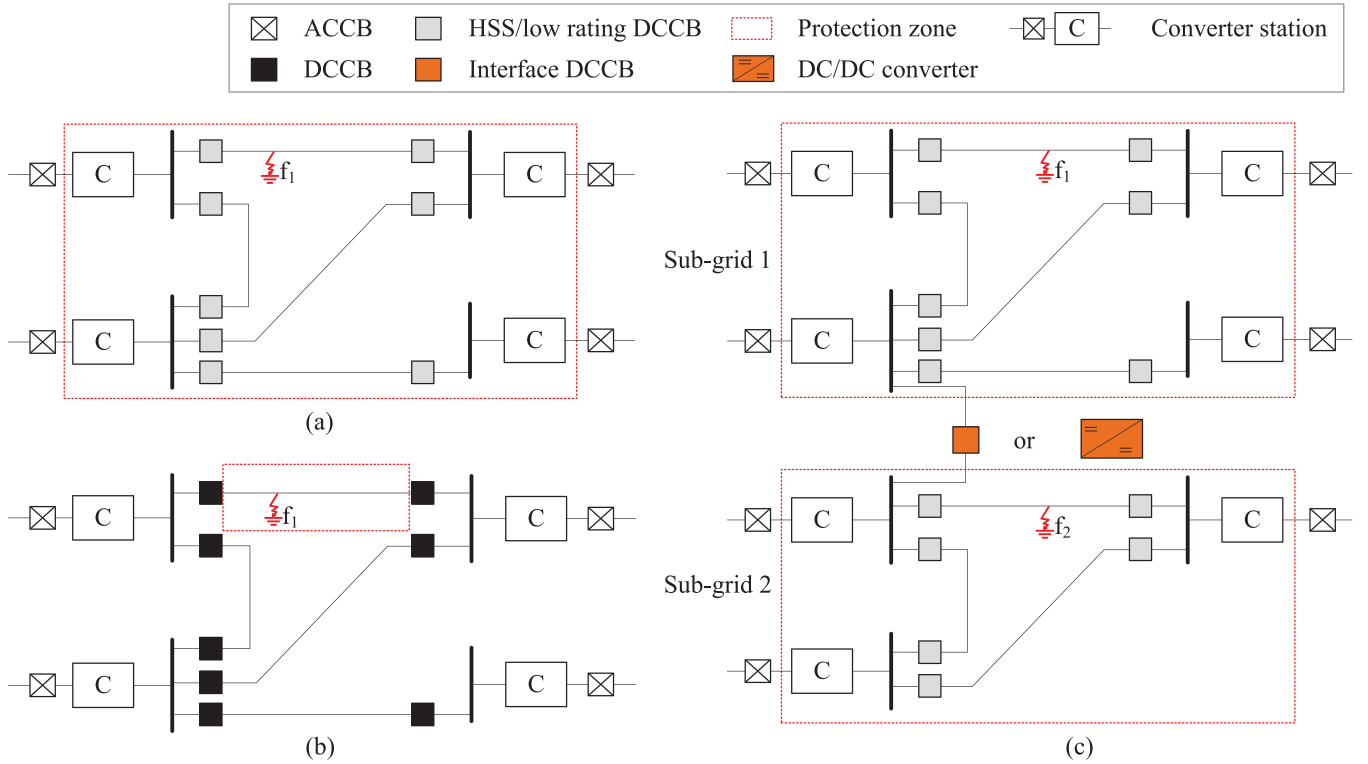 ACCB HSS/low rating DCCB Protection zone C Converter station
DCCB Interface DCCB DC/DC converter
C f₁ C
C C
(a)
C f₁ C
C C
(b)
C f₁ C
Sub-grid 1
C C
or
C f₂ C
Sub-grid 2
C
(c)